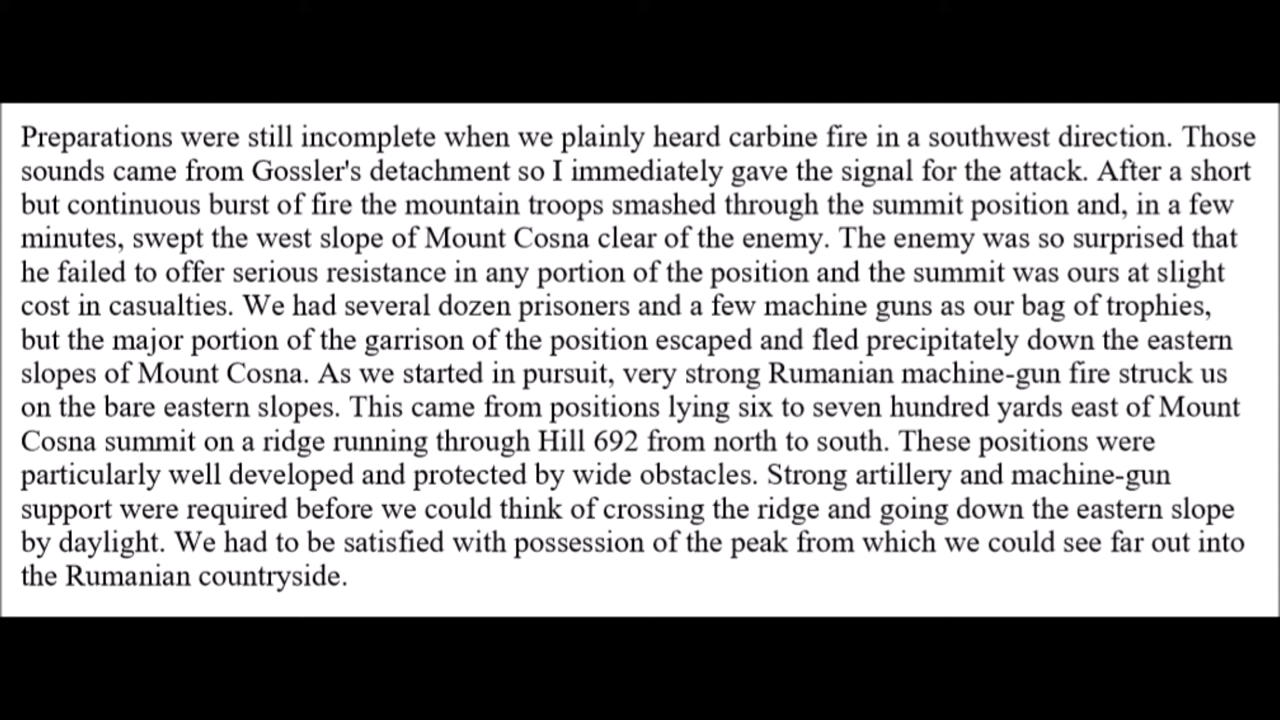 Preparations were still incomplete when we plainly heard carbine fire in a southwest direction. Those
sounds came from Gossler's detachment so I immediately gave the signal for the attack. After a short
but continuous burst of fire the mountain troops smashed through the summit position and, in a few
minutes, swept the west slope of Mount Cosna clear of the enemy. The enemy was so surprised that
he failed to offer serious resistance in any portion of the position and the summit was ours at slight
cost in casualties. We had several dozen prisoners and a few machine guns as our bag of trophies,
but the major portion of the garrison of the position escaped and fled precipitately down the eastern
slopes of Mount Cosna. As we started in pursuit, very strong Rumanian machine-gun fire struck us
on the bare eastern slopes. This came from positions lying six to seven hundred yards east of Mount
Cosna summit on a ridge running through Hill 692 from north to south. These positions were
particularly well developed and protected by wide obstacles. Strong artillery and machine-gun
support were required before we could think of crossing the ridge and going down the eastern slope
by daylight. We had to be satisfied with possession of the peak from which we could see far out into
the Rumanian countryside.